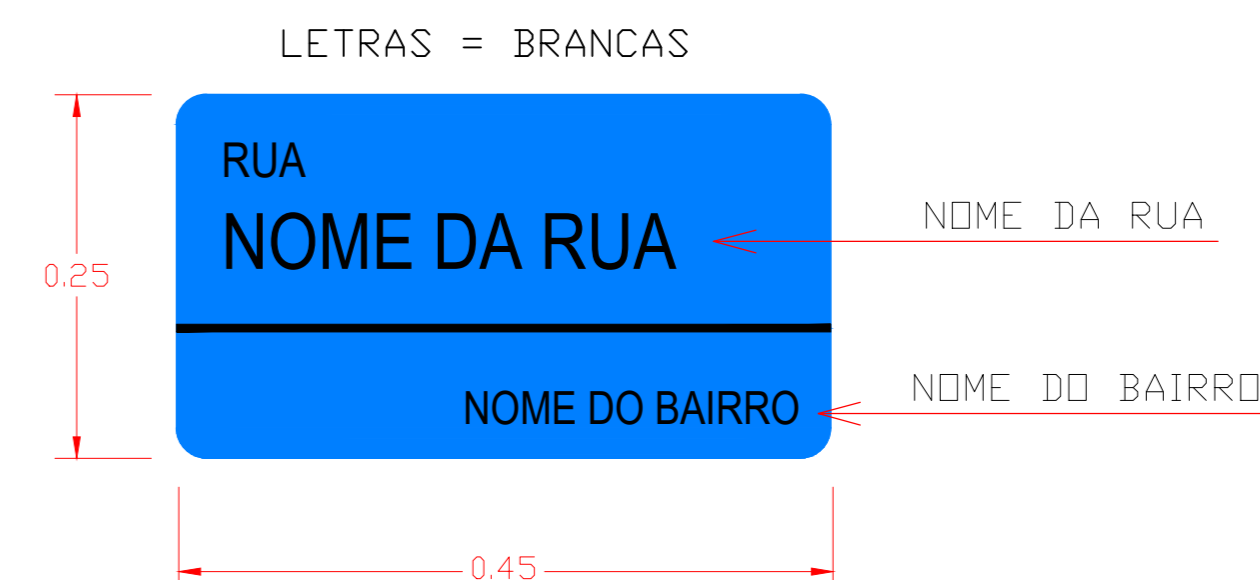 LETRAS = BRANCAS
RUA
NOME DA RUA
NOME DA RUA
0.25
NOME DO BAIRRO
NOME DO BAIRRO
0.45